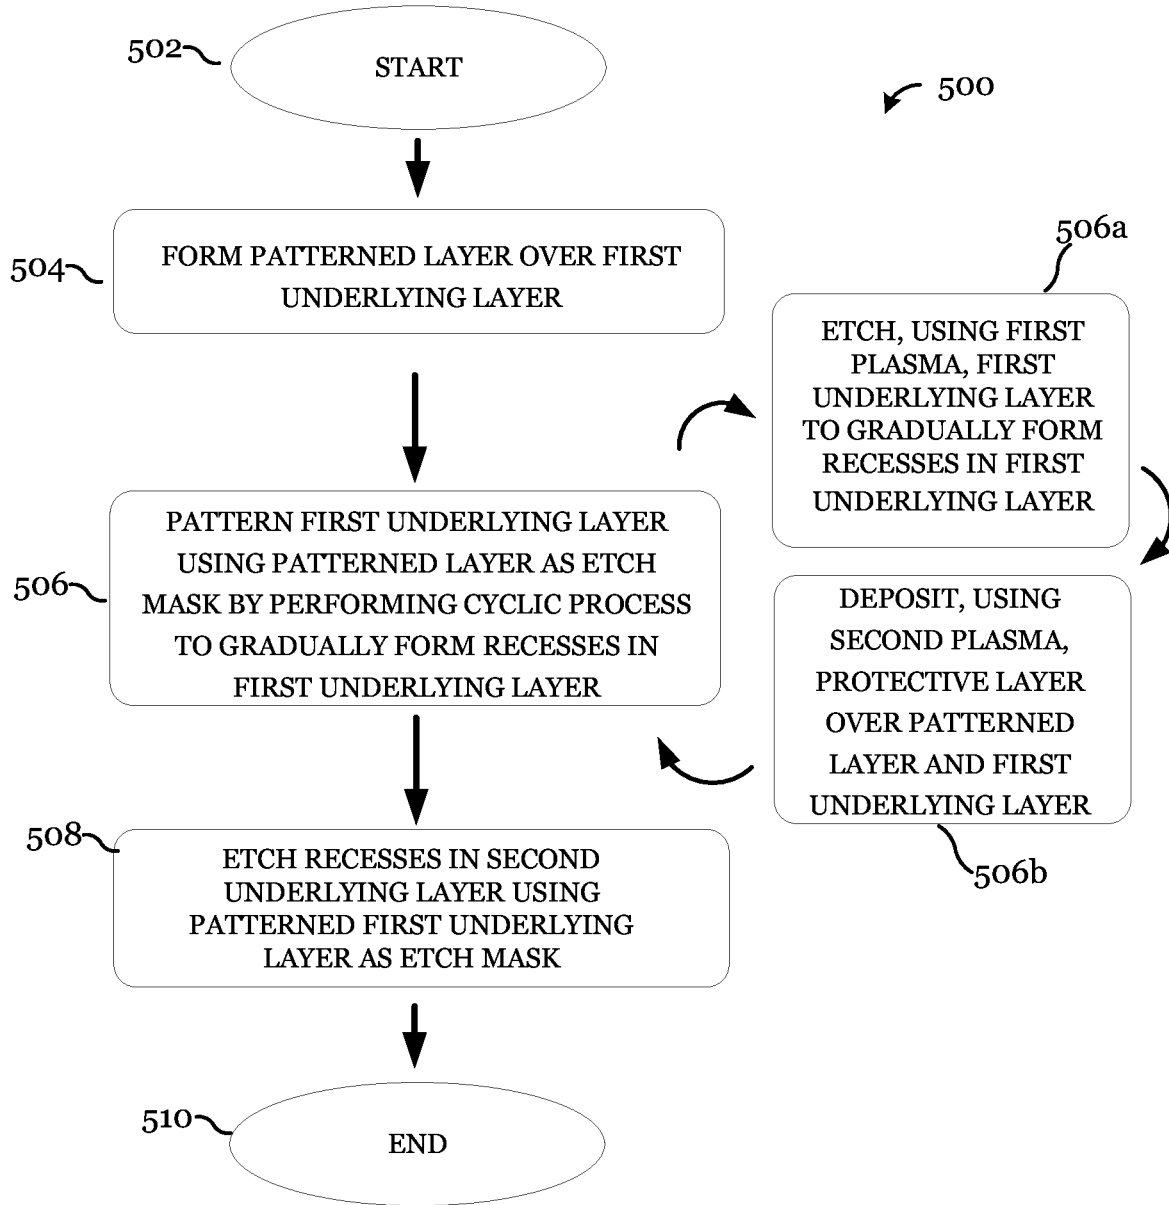 502
START
500
504
FORM PATTERNED LAYER OVER FIRST
UNDERLYING LAYER
506a
ETCH, USING FIRST
PLASMA, FIRST
UNDERLYING LAYER
TO GRADUALLY FORM
RECESSES IN FIRST
UNDERLYING LAYER
506
PATTERN FIRST UNDERLYING LAYER
USING PATTERNED LAYER AS ETCH
MASK BY PERFORMING CYCLIC PROCESS
TO GRADUALLY FORM RECESSES IN
FIRST UNDERLYING LAYER
DEPOSIT, USING
SECOND PLASMA,
PROTECTIVE LAYER
OVER PATTERNED
LAYER AND FIRST
UNDERLYING LAYER
506b
508
ETCH RECESSES IN SECOND
UNDERLYING LAYER USING
PATTERNED FIRST UNDERLYING
LAYER AS ETCH MASK
510
END